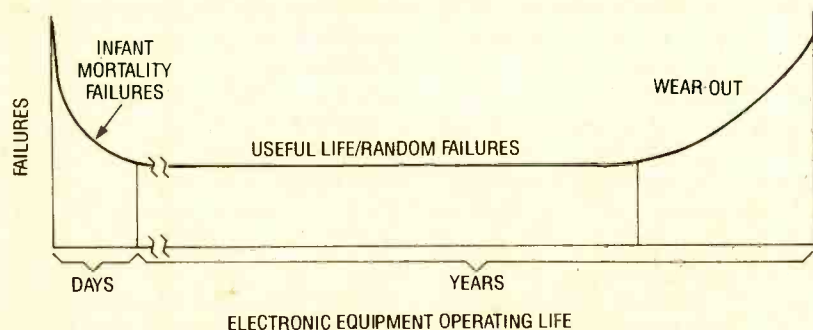 INFANT
MORTALITY
FAILURES
WEAR-OUT
FAILURES
USEFUL LIFE/RANDOM FAILURES
DAYS
YEARS
ELECTRONIC EQUIPMENT OPERATING LIFE